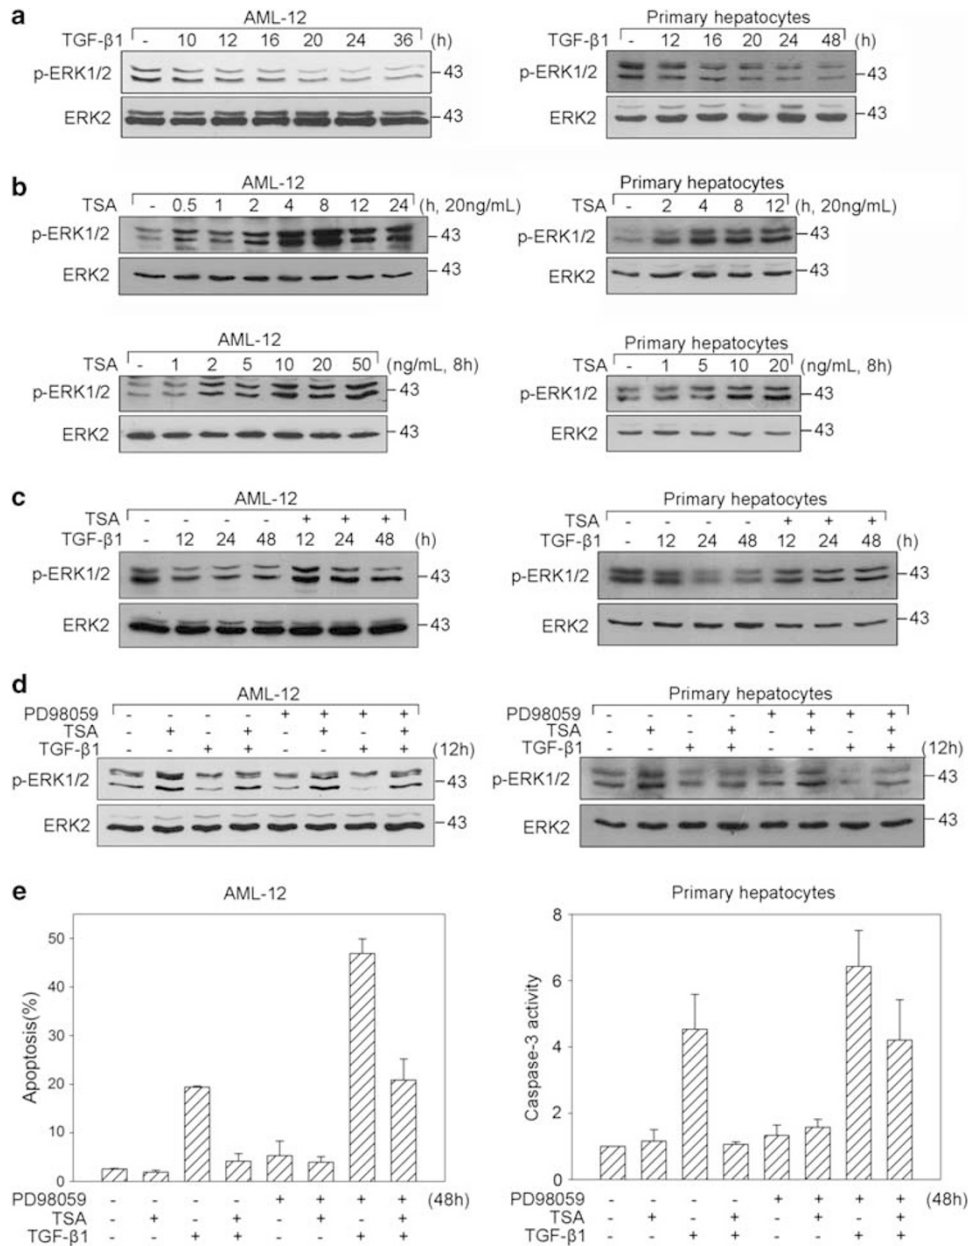 a
AML-12
TGF-β1 - 10 12 16 20 24 36 (h)
p-ERK1/2 43
ERK2 43
Primary hepatocytes
TGF-β1 - 12 16 20 24 48 (h)
p-ERK1/2 43
ERK2 43
b
AML-12
TSA - 0.5 1 2 4 8 12 24 (h, 20ng/mL)
p-ERK1/2 43
ERK2 43
Primary hepatocytes
TSA - 2 4 8 12 (h, 20ng/mL)
p-ERK1/2 43
ERK2 43
AML-12
TSA - 1 2 5 10 20 50 (ng/mL, 8h)
p-ERK1/2 43
ERK2 43
Primary hepatocytes
TSA - 1 5 10 20 (ng/mL, 8h)
p-ERK1/2 43
ERK2 43
c
AML-12
TSA - - - - + + +
TGF-β1 - 12 24 48 12 24 48 (h)
p-ERK1/2 43
ERK2 43
Primary hepatocytes
TSA - - - - + + +
TGF-β1 - 12 24 48 12 24 48 (h)
p-ERK1/2 43
ERK2 43
d
AML-12
PD98059 - - - - + + + +
TSA - + - + - + - +
TGF-β1 - - + + - - + + (12h)
p-ERK1/2 43
ERK2 43
Primary hepatocytes
PD98059 - - - - + + + +
TSA - + - + - + - +
TGF-β1 - - + + - - + + (12h)
p-ERK1/2 43
ERK2 43
e
AML-12
Apoptosis(%)
50
40
30
20
10
0
PD98059 - - - - + + + + (48h)
TSA - + - + - + - +
TGF-β1 - - + + - - + +
Primary hepatocytes
Caspase-3 activity
8
6
4
2
0
PD98059 - - - - + + + + (48h)
TSA - + - + - + - +
TGF-β1 - - + + - - + +